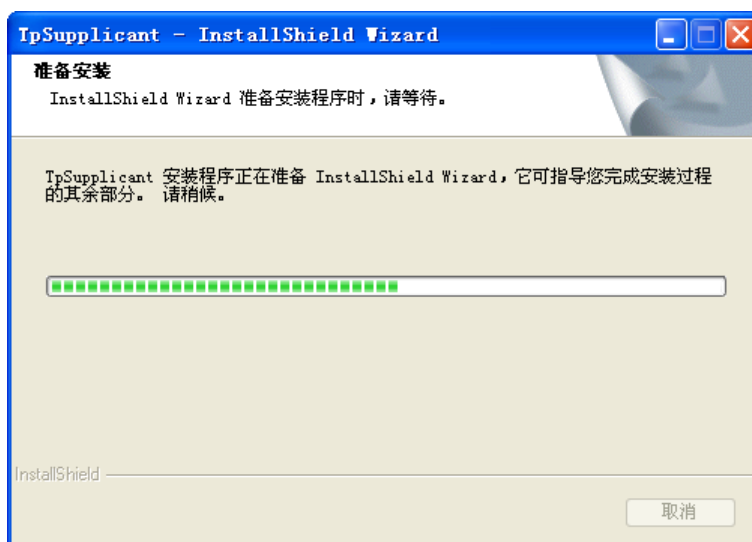 TpSupplicant - InstallShield Wizard
准备安装
InstallShield Wizard 准备安装程序时，请等待。
TpSupplicant 安装程序正在准备 InstallShield Wizard，它可指导您完成安装过程
的其余部分。 请稍候。
InstallShield
取消